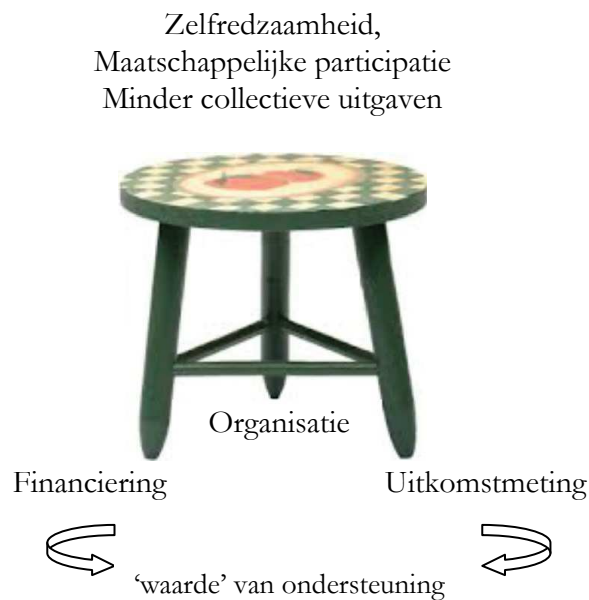 Zelfredzaamheid,
Maatschappelijke participatie
Minder collectieve uitgaven
Organisatie
Financiering
Uitkomstmeting
‘waarde’ van ondersteuning